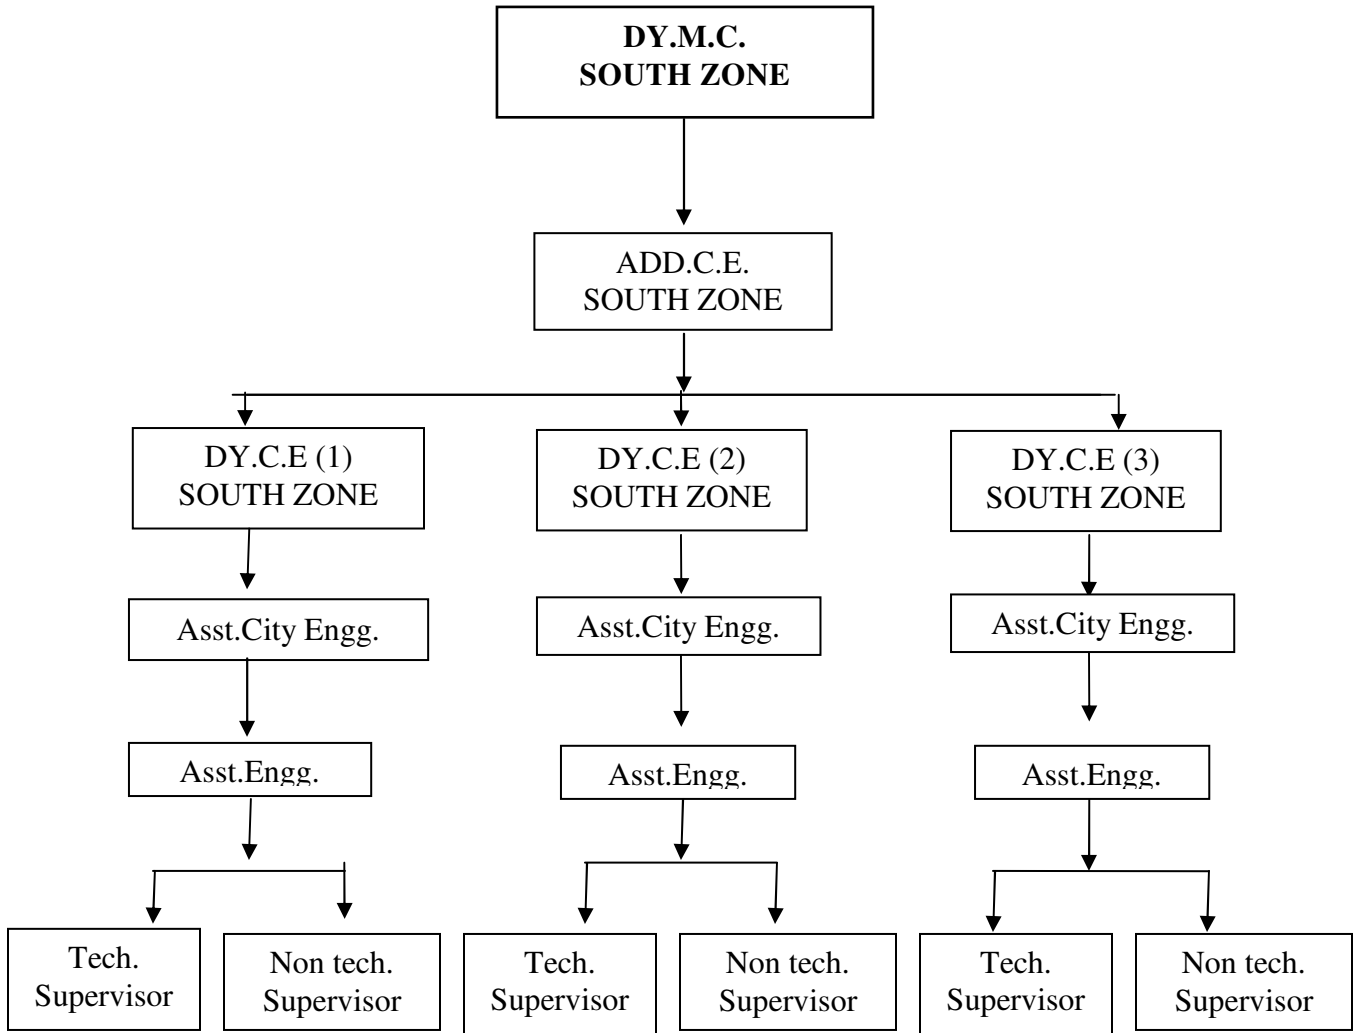 DY.M.C.
SOUTH ZONE
ADD.C.E.
SOUTH ZONE
DY.C.E (1)
SOUTH ZONE
DY.C.E (2)
SOUTH ZONE
DY.C.E (3)
SOUTH ZONE
Asst.City Engg.
Asst.City Engg.
Asst.City Engg.
Asst.Engg.
Asst.Engg.
Asst.Engg.
Tech.
Supervisor
Non tech.
Supervisor
Tech.
Supervisor
Non tech.
Supervisor
Tech.
Supervisor
Non tech.
Supervisor